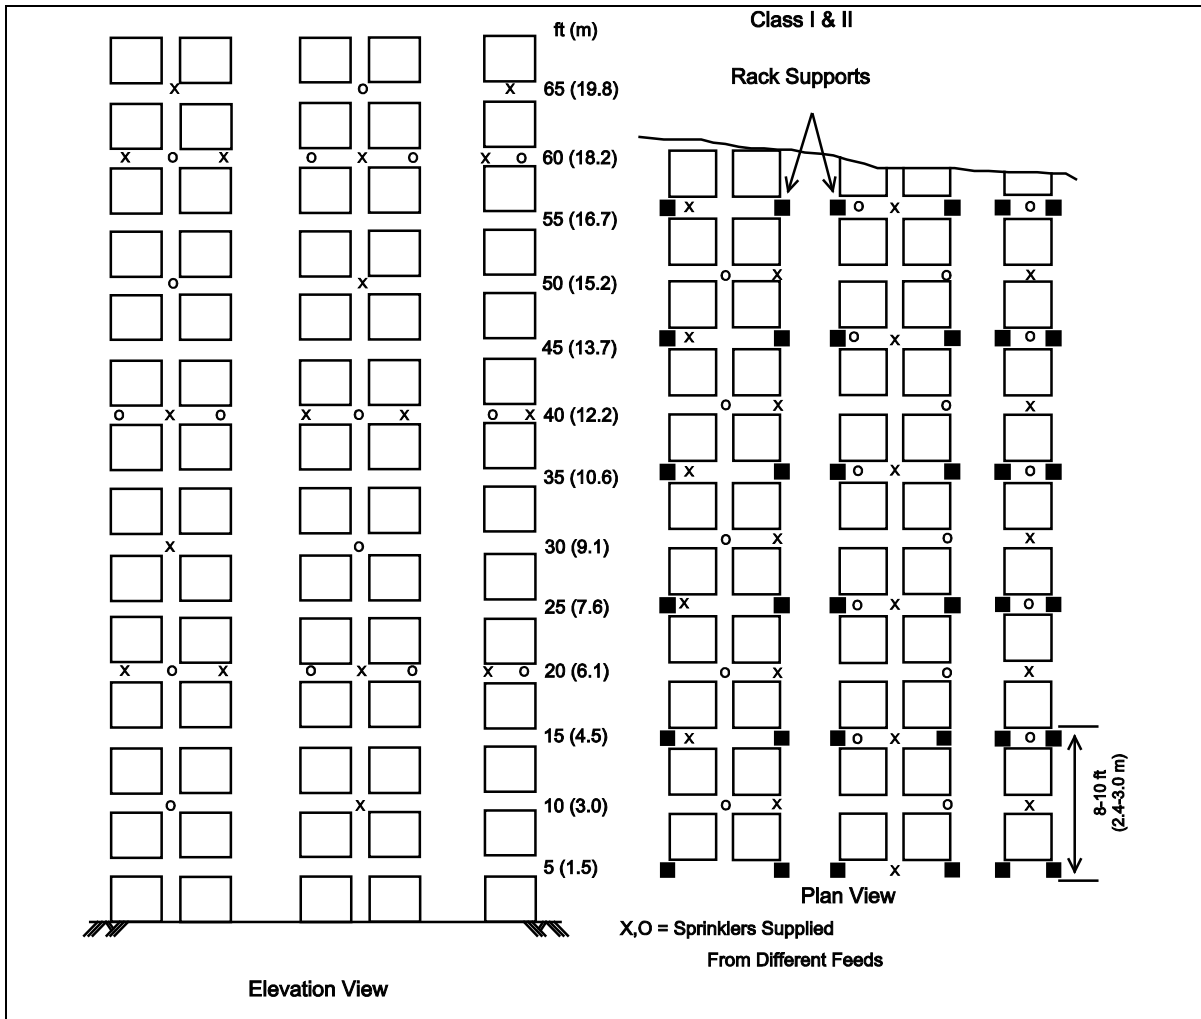 ft (m)
Class I & II
Rack Supports
X
O
X
65 (19.8)
X O X
O X O
X O
60 (18.2)
55 (16.7)
O
X
50 (15.2)
45 (13.7)
O X O
X O X
O X
40 (12.2)
35 (10.6)
X
O
30 (9.1)
25 (7.6)
X O X
O X O
X O
20 (6.1)
15 (4.5)
O
X
10 (3.0)
5 (1.5)
Elevation View
X
O X
O
O X
O
X
X
O X
O
O X
O
X
X
O X
O
O X
O
X
X
O X
O
O X
O
X
X
O X
O
O X
O
X
X
8-10 ft
(2.4-3.0 m)
Plan View
X,O = Sprinklers Supplied
From Different Feeds